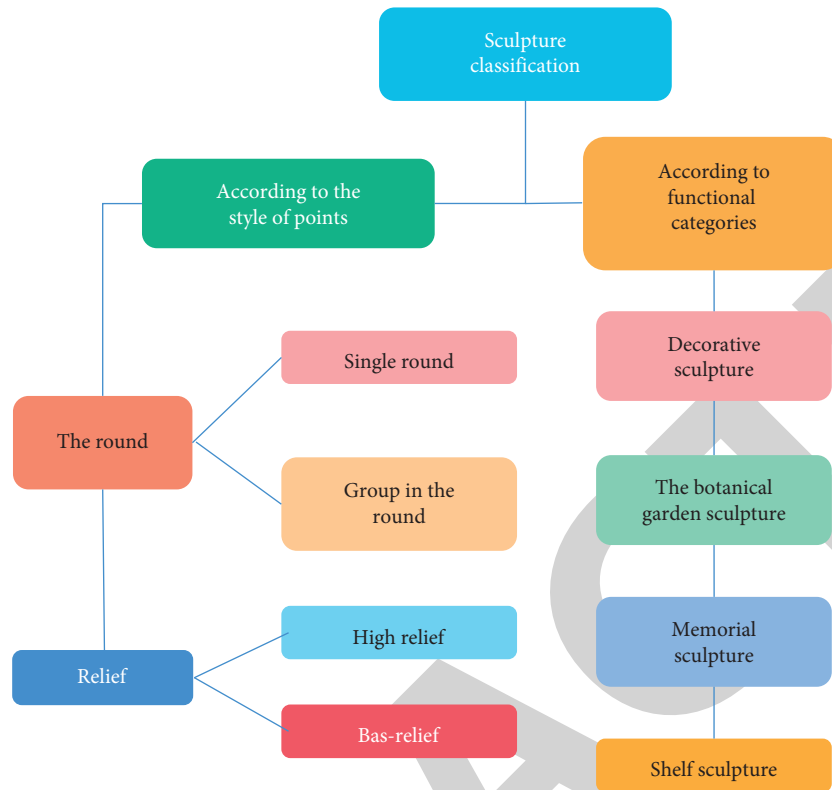 Sculpture
classification
According to the
style of points
According to
functional
categories
Single round
Decorative
sculpture
The round
Group in the
round
The botanical
garden sculpture
High relief
Memorial
sculpture
Relief
Bas-relief
Shelf sculpture